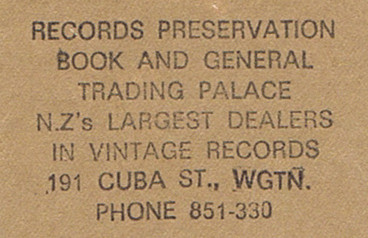 RECORDS PRESERVATION
BOOK AND GENERAL
TRADING PALACE
N.Z's LARGEST DEALERS
IN VINTAGE RECORDS
191 CUBA ST., WGTN.
PHONE 851-330